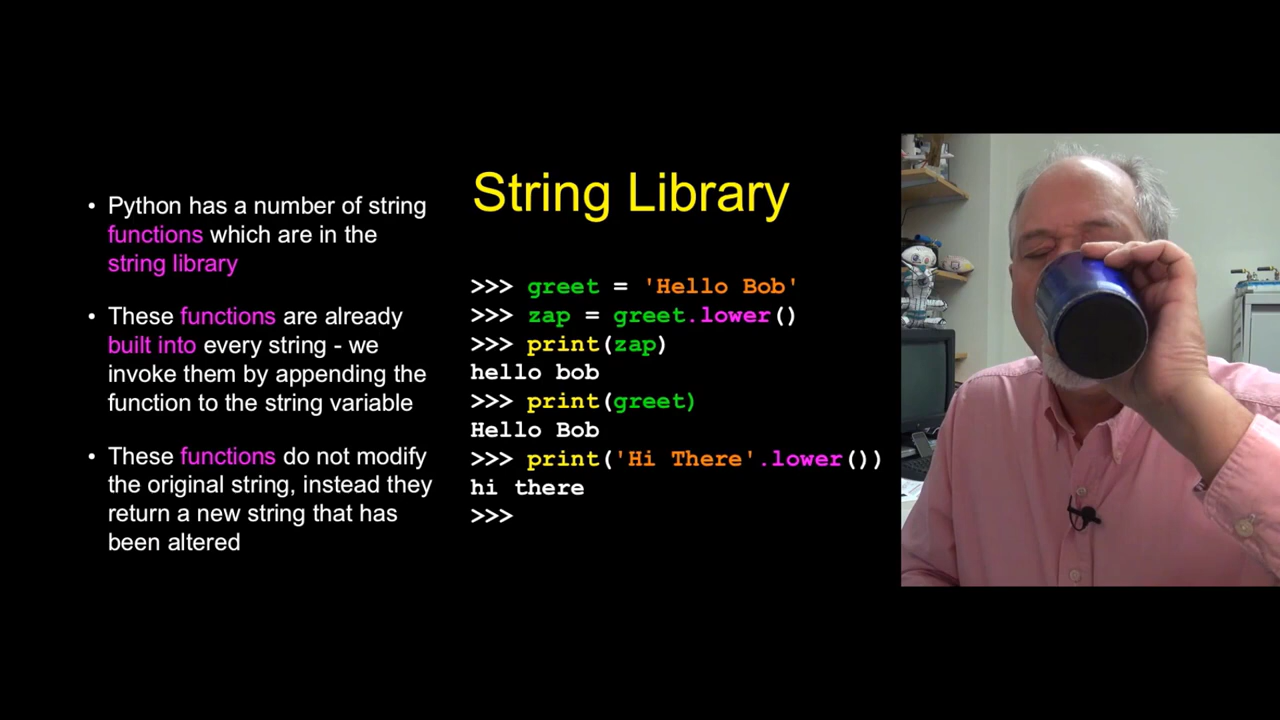 String Library
• Python has a number of string
functions which are in the
string library
• These functions are already
built into every string - we
invoke them by appending the
function to the string variable
• These functions do not modify
the original string, instead they
return a new string that has
been altered
>>> greet = 'Hello Bob'
>>> zap = greet.lower()
>>> print(zap)
hello bob
>>> print(greet)
Hello Bob
>>> print('Hi There'.lower())
hi there
>>>